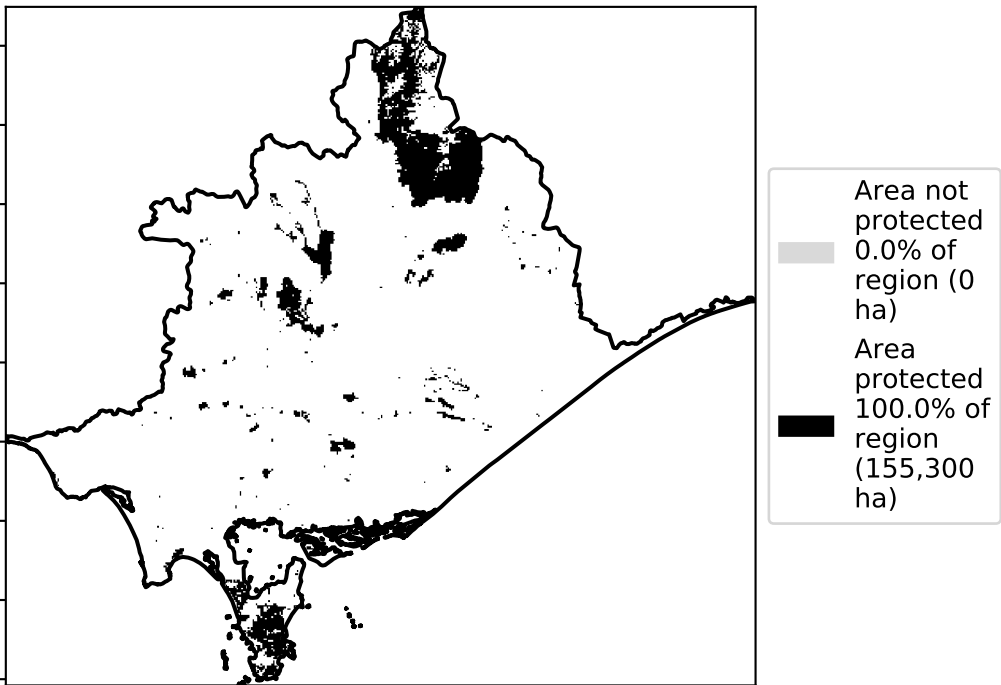 Area not
protected
0.0% of
region (0
ha)
Area
protected
100.0% of
region
(155,300
ha)